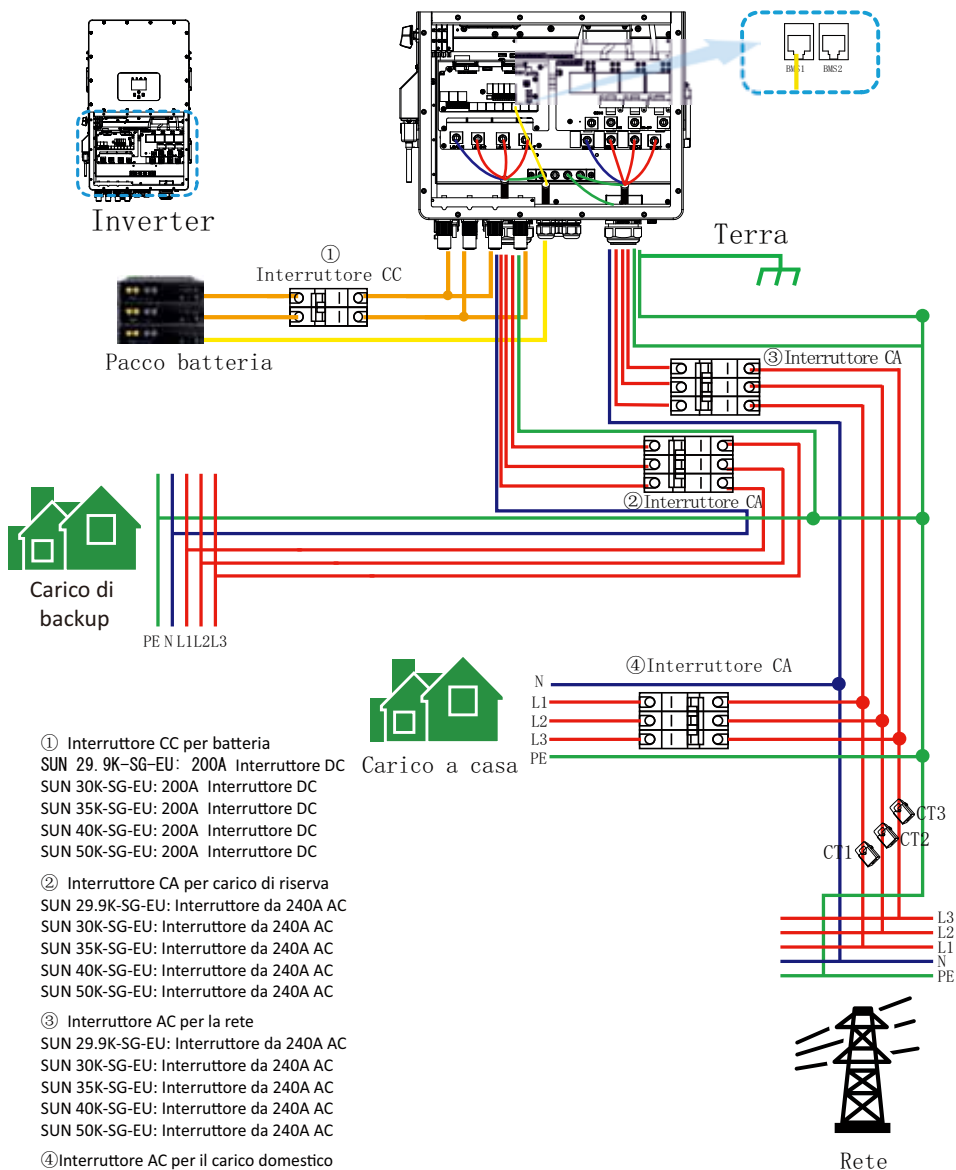 BMS1 BMS2
Inverter
Terra
①
Interruttore CC
Pacco batteria
③Interruttore CA
②Interruttore CA
Carico di
backup
PE N L1L2L3
④Interruttore CA
N
L1
L2
L3
PE
Carico a casa
CT3
CT2
CT1
L3
L2
L1
N
PE
Rete
① Interruttore CC per batteria
SUN 29.9K-SG-EU: 200A Interruttore DC
SUN 30K-SG-EU: 200A Interruttore DC
SUN 35K-SG-EU: 200A Interruttore DC
SUN 40K-SG-EU: 200A Interruttore DC
SUN 50K-SG-EU: 200A Interruttore DC
② Interruttore CA per carico di riserva
SUN 29.9K-SG-EU: Interruttore da 240A AC
SUN 30K-SG-EU: Interruttore da 240A AC
SUN 35K-SG-EU: Interruttore da 240A AC
SUN 40K-SG-EU: Interruttore da 240A AC
SUN 50K-SG-EU: Interruttore da 240A AC
③ Interruttore AC per la rete
SUN 29.9K-SG-EU: Interruttore da 240A AC
SUN 30K-SG-EU: Interruttore da 240A AC
SUN 35K-SG-EU: Interruttore da 240A AC
SUN 40K-SG-EU: Interruttore da 240A AC
SUN 50K-SG-EU: Interruttore da 240A AC
④Interruttore AC per il carico domestico